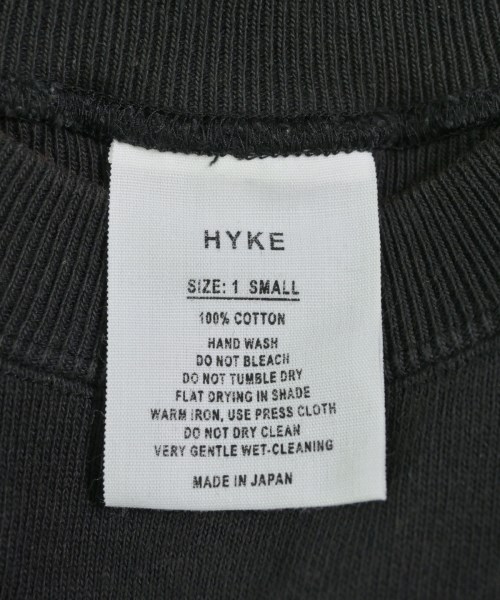 HYKE
SIZE: 1 SMALL
100% COTTON
HAND WASH
DO NOT BLEACH
DO NOT TUMBLE DRY
FLAT DRYING IN SHADE
WARM IRON, USE PRESS CLOTH
DO NOT DRY CLEAN
VERY GENTLE WET-CLEANING
MADE IN JAPAN